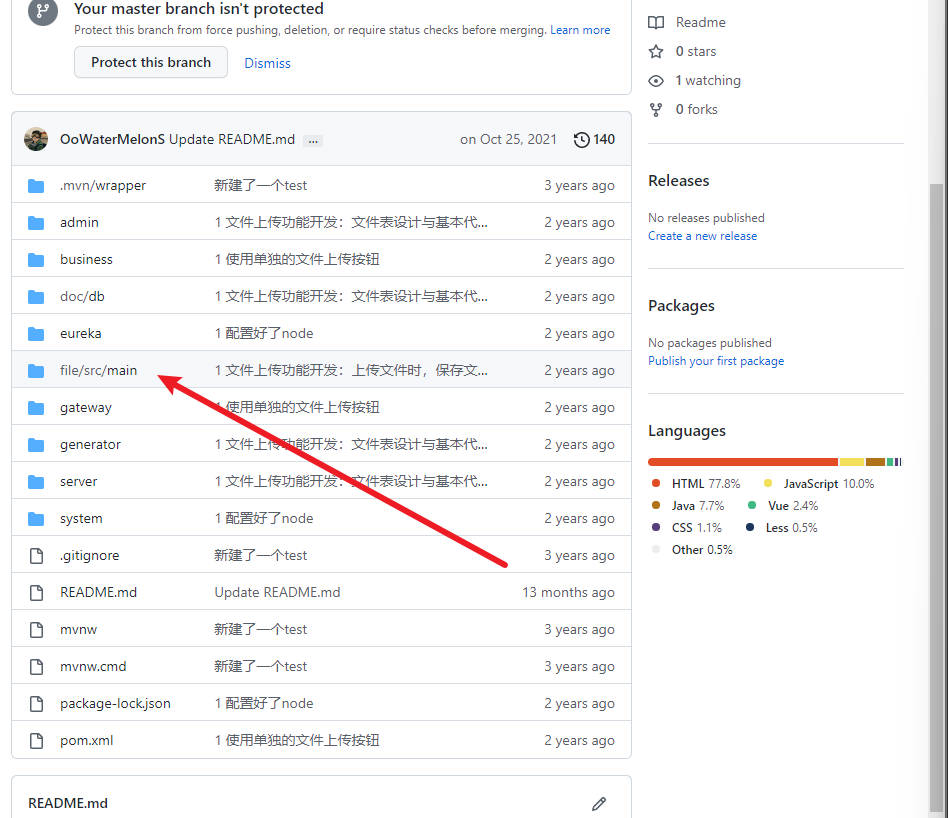 Your master branch isn't protected
Protect this branch from force pushing, deletion, or require status checks before merging. Learn more
Protect this branch Dismiss
OoWaterMelonS Update README.md ... on Oct 25, 2021 140
.mvn/wrapper 新建了一个test 3 years ago
admin 1 文件上传功能开发：文件表设计与基本代... 2 years ago
business 1 使用单独的文件上传按钮 2 years ago
doc/db 1 文件上传功能开发：文件表设计与基本代... 2 years ago
eureka 1 配置好了node 2 years ago
file/src/main 1 文件上传功能开发：上传文件时，保存文... 2 years ago
gateway 1 使用单独的文件上传按钮 2 years ago
generator 1 文件上传功能开发：文件表设计与基本代... 2 years ago
server 1 文件上传功能开发：文件表设计与基本代... 2 years ago
system 1 配置好了node 2 years ago
.gitignore 新建了一个test 3 years ago
README.md Update README.md 13 months ago
mvnw 新建了一个test 3 years ago
mvnw.cmd 新建了一个test 3 years ago
package-lock.json 1 配置好了node 2 years ago
pom.xml 1 使用单独的文件上传按钮 2 years ago
README.md
Readme
0 stars
1 watching
0 forks
Releases
No releases published
Create a new release
Packages
No packages published
Publish your first package
Languages
HTML 77.8% JavaScript 10.0%
Java 7.7% Vue 2.4%
CSS 1.1% Less 0.5%
Other 0.5%